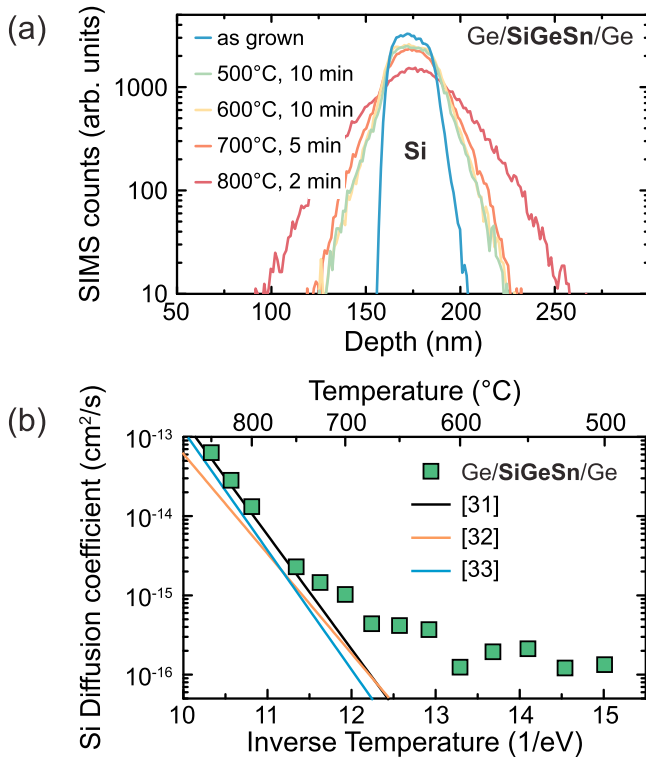 (a)
SIMS counts (arb. units)
1000
100
10
as grown
500°C, 10 min
600°C, 10 min
700°C, 5 min
800°C, 2 min
Ge/SiGeSn/Ge
Si
50 100 150 200 250
Depth (nm)
(b)
Temperature (°C)
800 700 600 500
Si Diffusion coefficient (cm²/s)
10⁻¹³
10⁻¹⁴
10⁻¹⁵
10⁻¹⁶
Ge/SiGeSn/Ge
[31]
[32]
[33]
10 11 12 13 14 15
Inverse Temperature (1/eV)